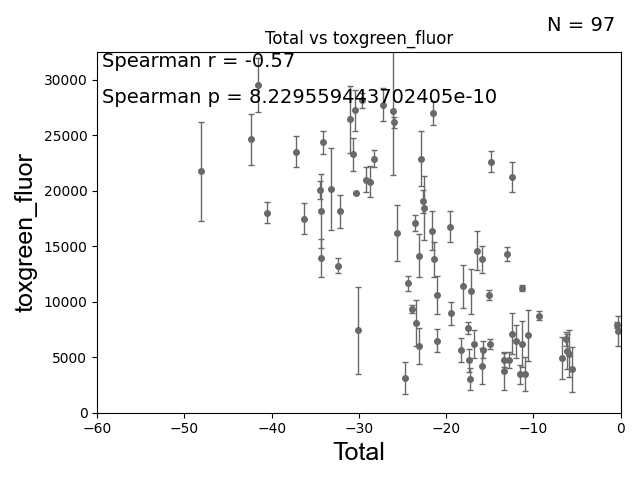 N = 97
Total vs toxgreen_fluor
Spearman r = -0.57
Spearman p = 8.229559443702405e-10
30000
25000
20000
15000
10000
5000
0
toxgreen_fluor
−60 −50 −40 −30 −20 −10 0
Total